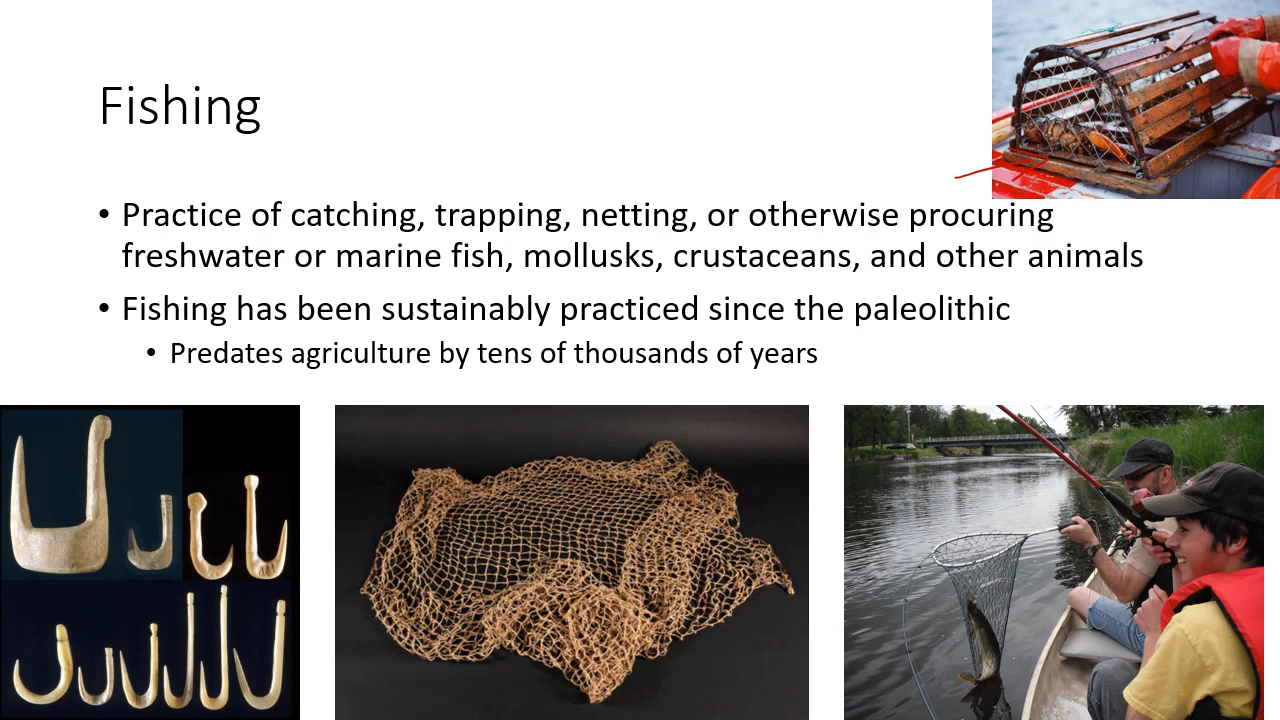 Fishing
• Practice of catching, trapping, netting, or otherwise procuring
freshwater or marine fish, mollusks, crustaceans, and other animals
• Fishing has been sustainably practiced since the paleolithic
• Predates agriculture by tens of thousands of years